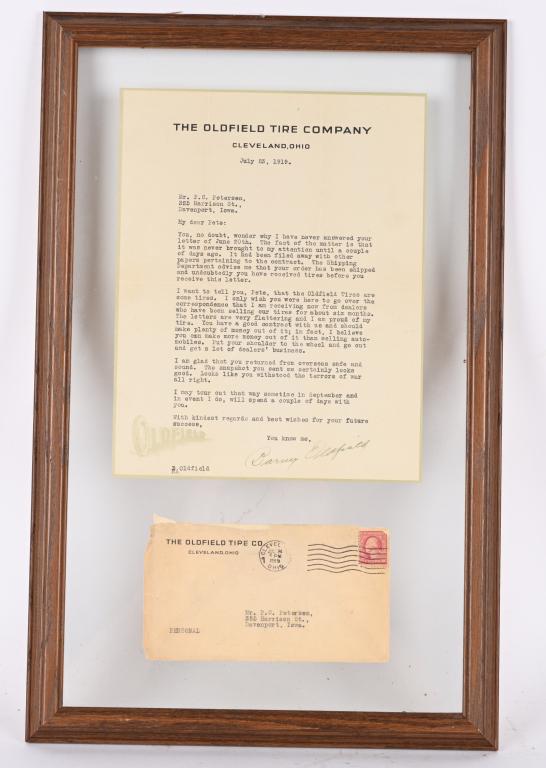 THE OLDFIELD TIRE COMPANY
CLEVELAND, OHIO
July 23, 1919.
Mr. P.C. Petersen,
325 Harrison St.,
Davenport, Iowa.
My dear Pete:
You, no doubt, wonder why I have never answered your
letter of June 20th. The fact of the matter is that
it was never brought to my attention until a couple
of days ago. It had been filed away with other
papers pertaining to the contract. The Shipping
Department advise me that your order has been shipped
and undoubtedly you have received tires before you
receive this letter.
I want to tell you, Pete, that the Oldfield Tires are
some tires. I only wish you were here to go over the
correspondence that I am receiving now from dealers
who have been selling our tires for about six months.
The letters are very flattering and I am proud of my
tire. You have a good contract with us and should
make plenty of money out of it; in fact, I believe
you can make more money out of it than selling auto-
mobiles. Put your shoulder to the wheel and go out
and get a lot of dealers' business.
I am glad that you returned from overseas safe and
sound. The snapshot you sent me certainly looks
good. Looks like you withstood the terrors of war
all right.
I may tour out that way sometime in September and
in event I do, will spend a couple of days with
you.
With kindest regards and best wishes for your future
success,
You know me,
Barney Oldfield
OLDFIELD
B.Oldfield
THE OLDFIELD TIRE CO.
CLEVELAND, OHIO
CLEVELAND
PM
1919
OHIO
Mr. P.C. Petersen,
325 Harrison St.,
Davenport, Iowa.
PERSONAL